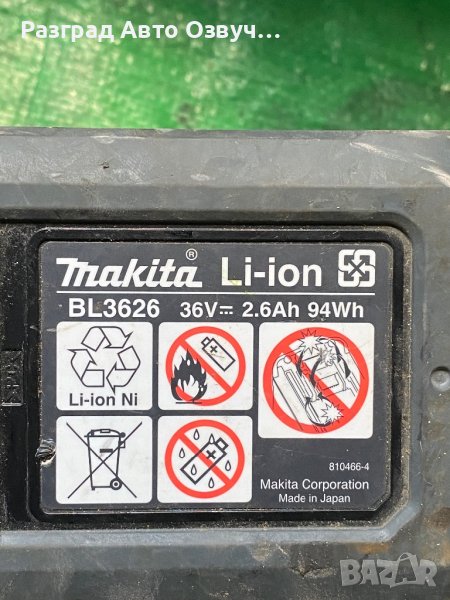 Разград Авто Озвуч...
makita® Li-ion
BL3626 36V⎓ 2.6Ah 94Wh
Li-ion Ni
810466-4
Makita Corporation
Made in Japan
BAZAR